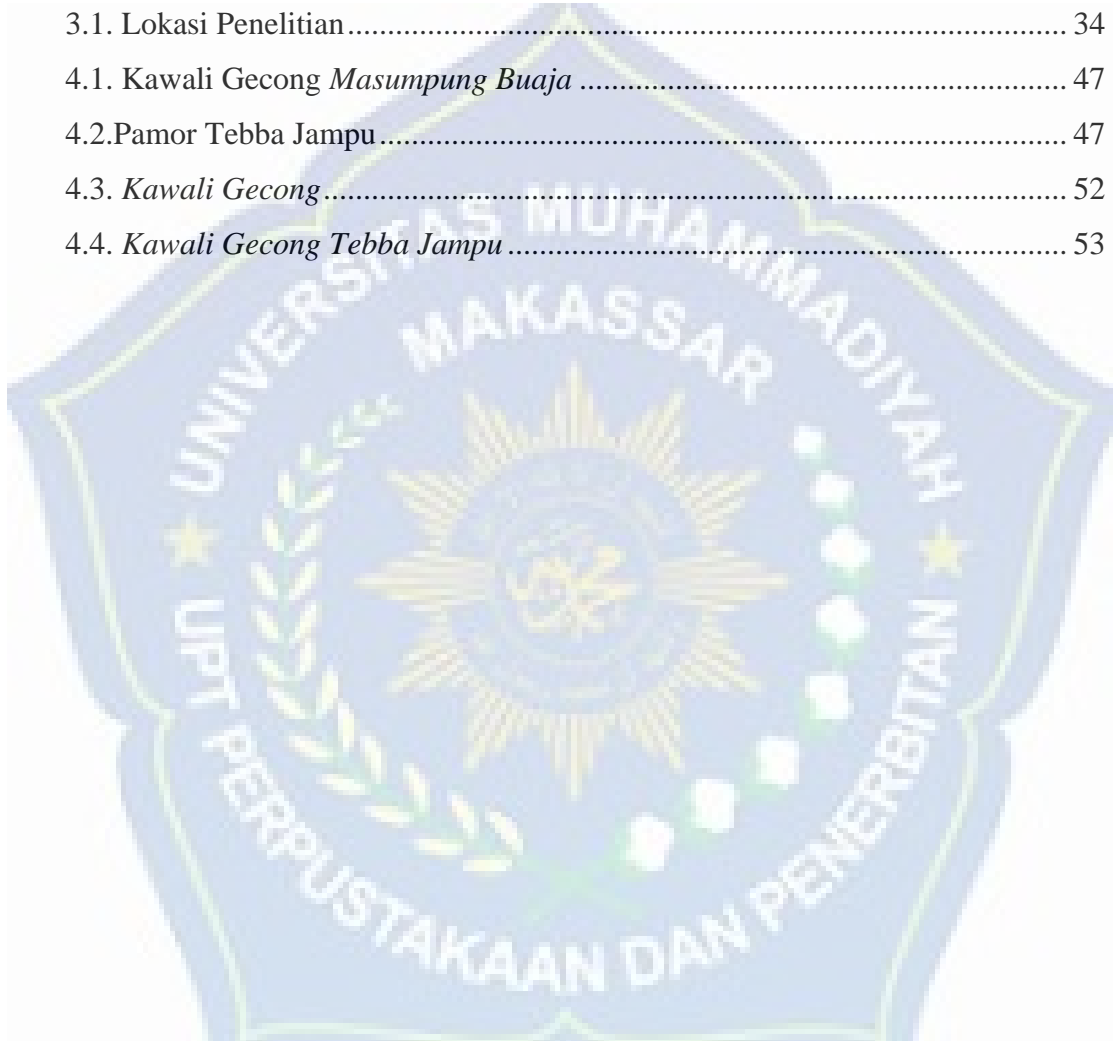 3.1. Lokasi Penelitian.......................................................................................... 34
4.1. Kawali Gecong Masumpung Buaja ............................................................. 47
4.2.Pamor Tebba Jampu...................................................................................... 47
4.3. Kawali Gecong ............................................................................................. 52
4.4. Kawali Gecong Tebba Jampu ...................................................................... 53
UNIVERSITAS MUHAMMADIYAH
MAKASSAR
UPT PERPUSTAKAAN DAN PENERBITAN